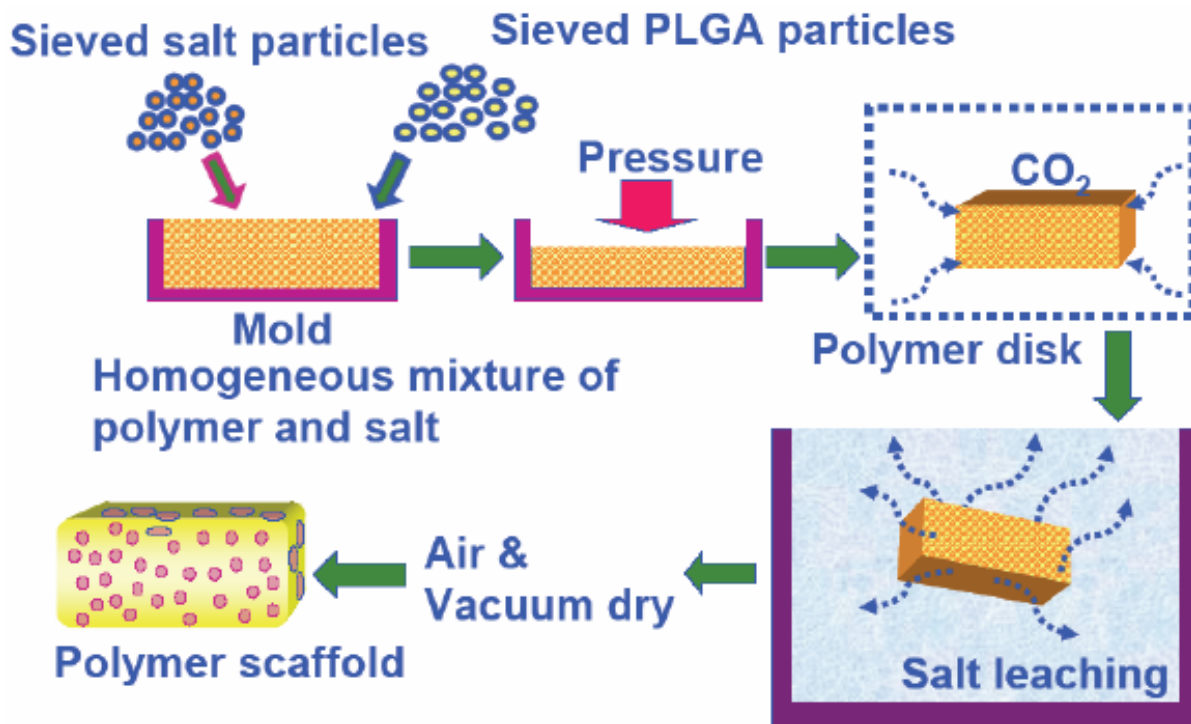 Sieved salt particles
Sieved PLGA particles
Pressure
CO₂
Mold
Homogeneous mixture of
polymer and salt
Polymer disk
Salt leaching
Air &
Vacuum dry
Polymer scaffold